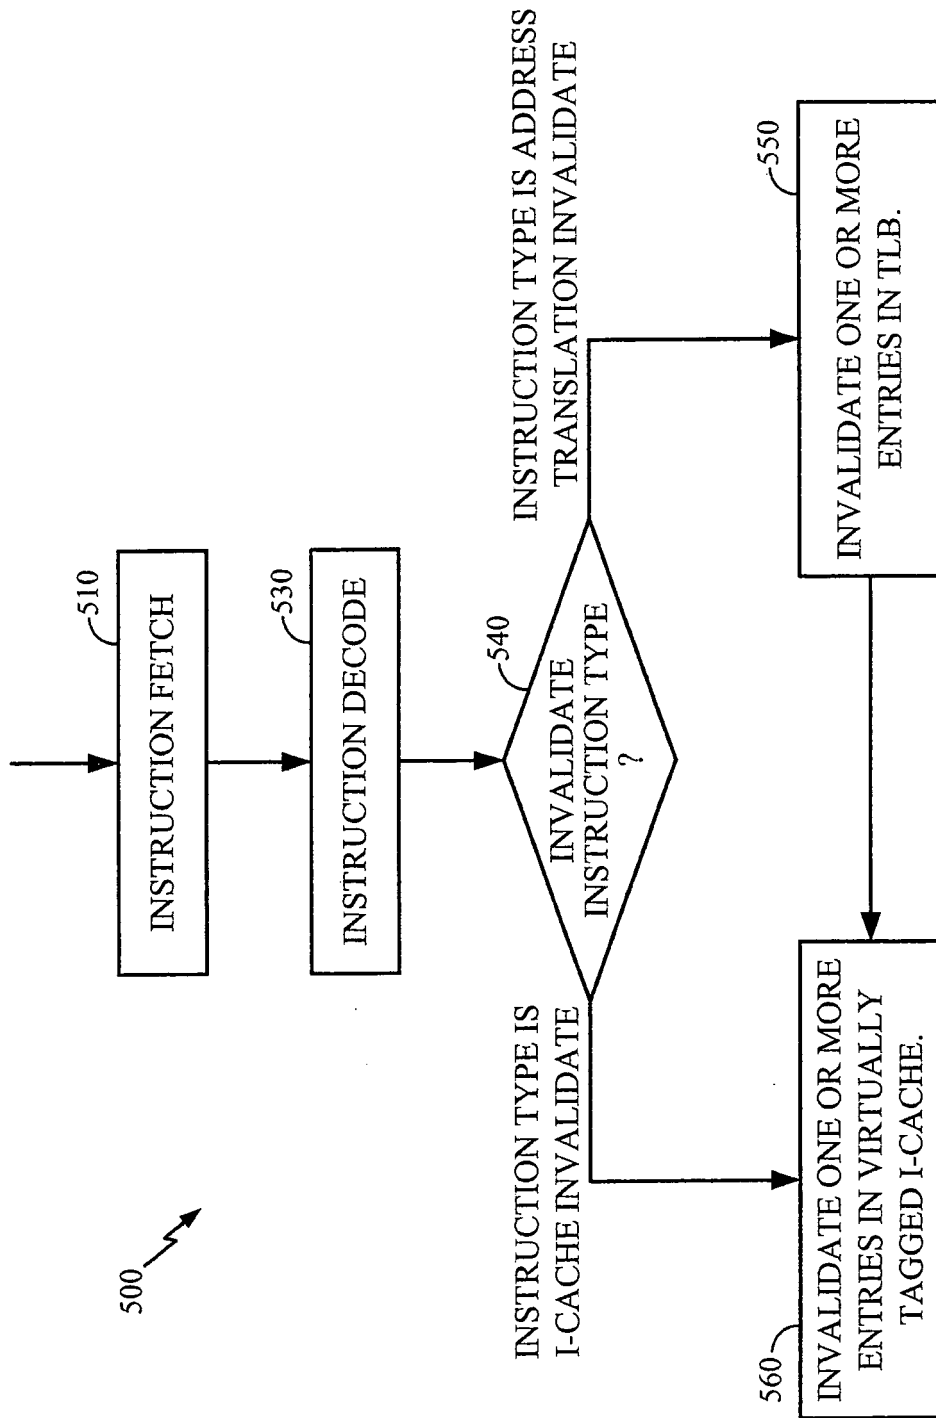 500
510
INSTRUCTION FETCH
530
INSTRUCTION DECODE
540
INVALIDATE
INSTRUCTION TYPE
?
INSTRUCTION TYPE IS
I-CACHE INVALIDATE
INSTRUCTION TYPE IS ADDRESS
TRANSLATION INVALIDATE
560
INVALIDATE ONE OR MORE
ENTRIES IN VIRTUALLY
TAGGED I-CACHE.
550
INVALIDATE ONE OR MORE
ENTRIES IN TLB.